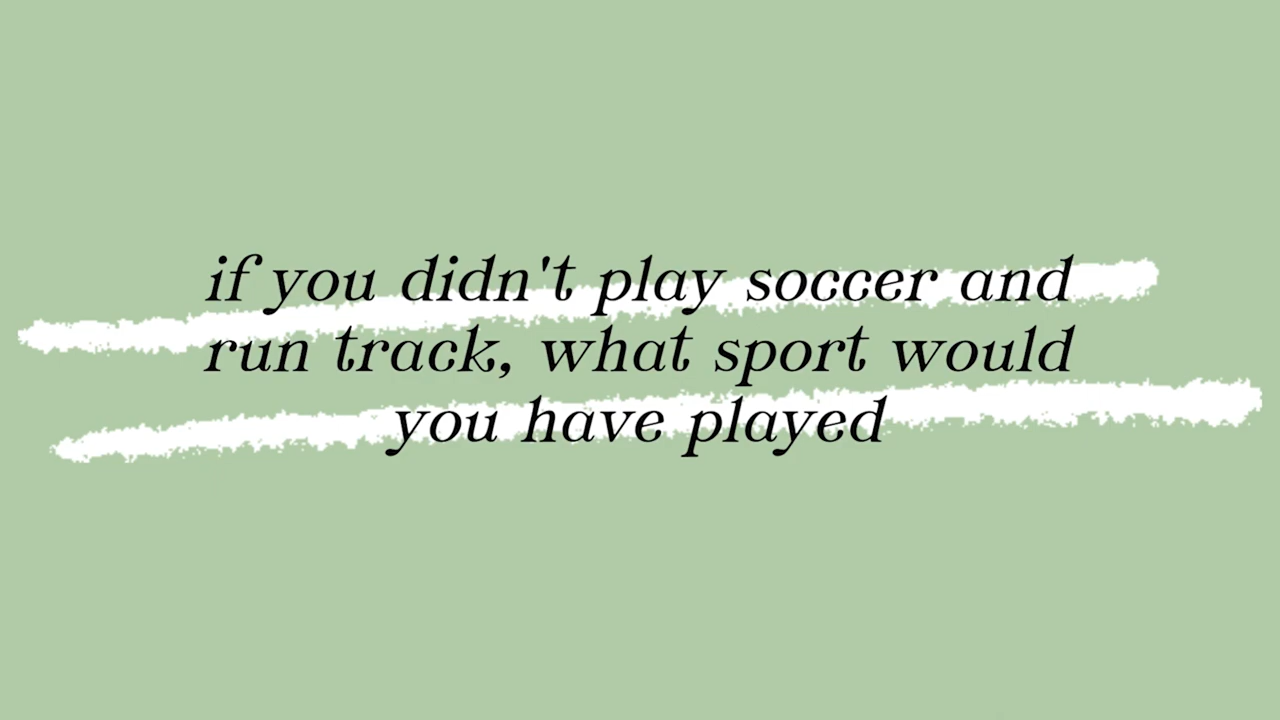 if you didn't play soccer and
run track, what sport would
you have played